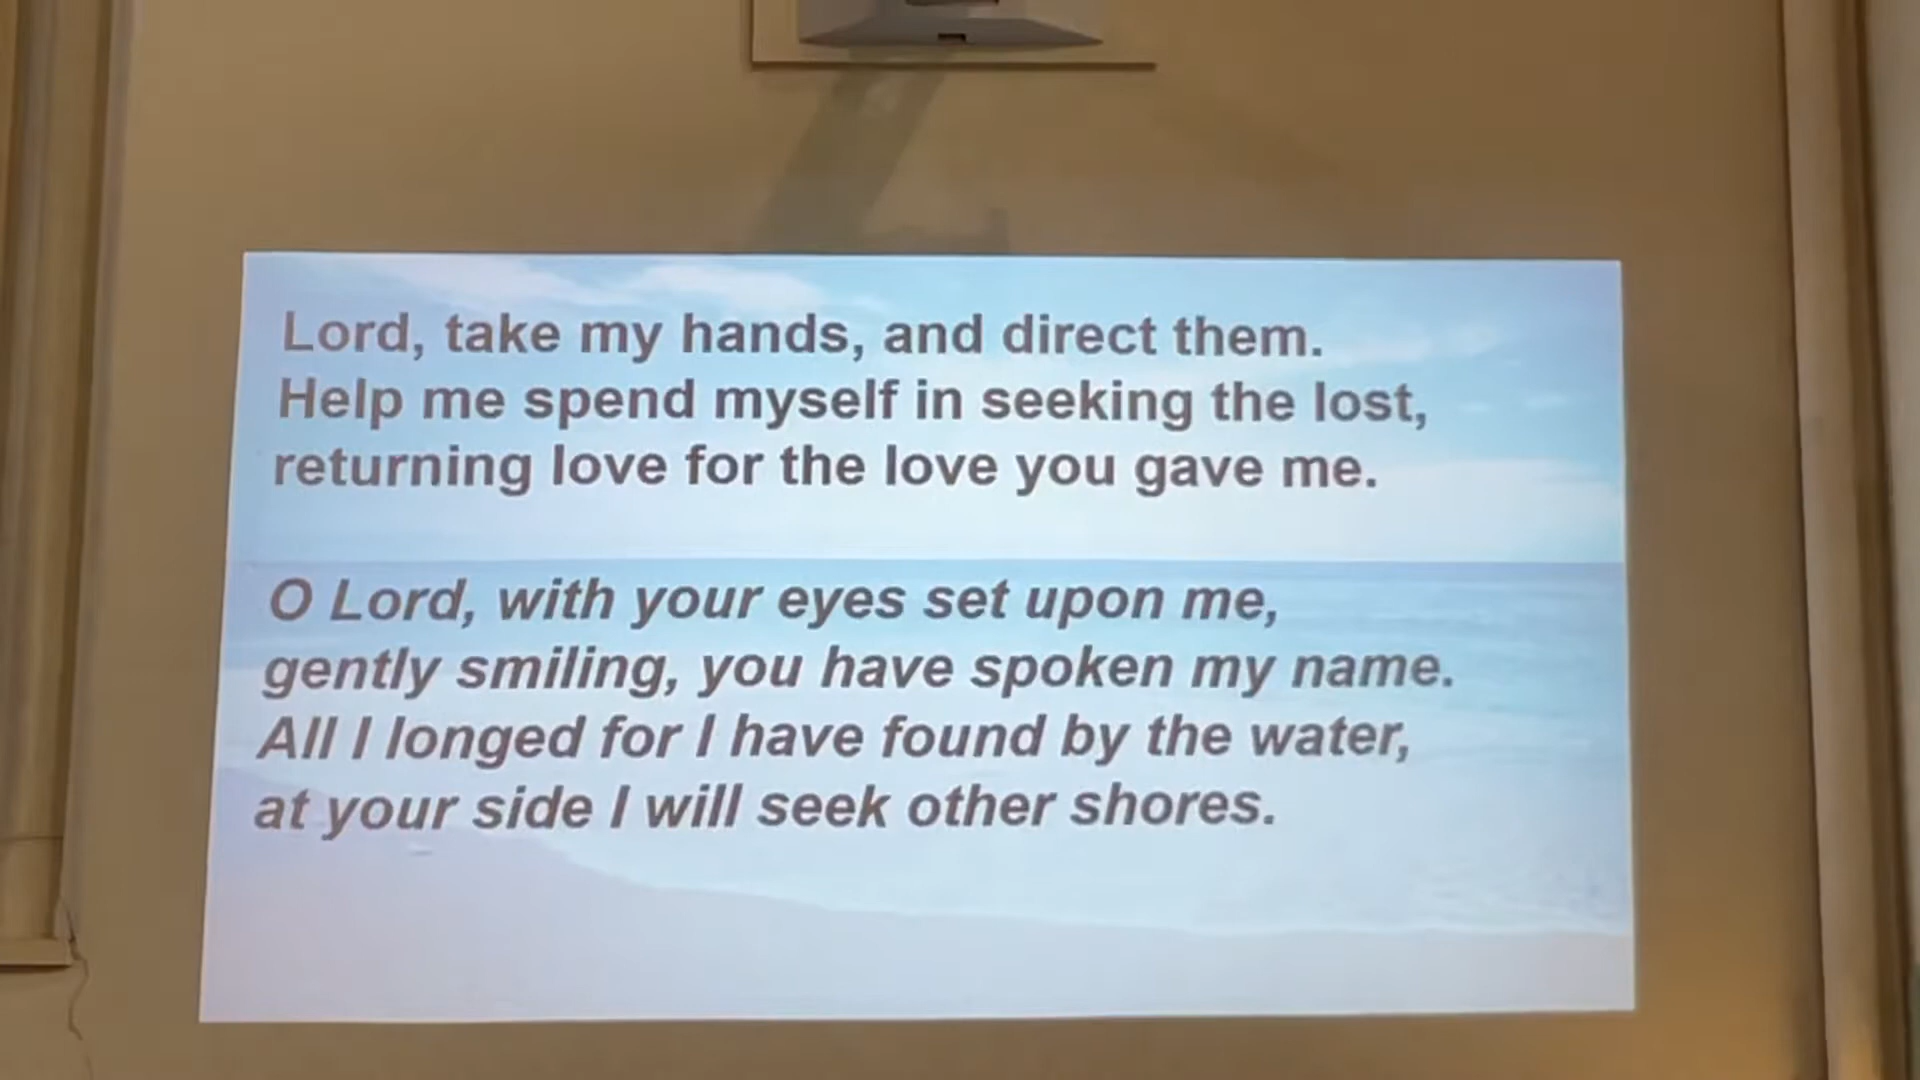 Lord, take my hands, and direct them.
Help me spend myself in seeking the lost,
returning love for the love you gave me.
O Lord, with your eyes set upon me,
gently smiling, you have spoken my name.
All I longed for I have found by the water,
at your side I will seek other shores.